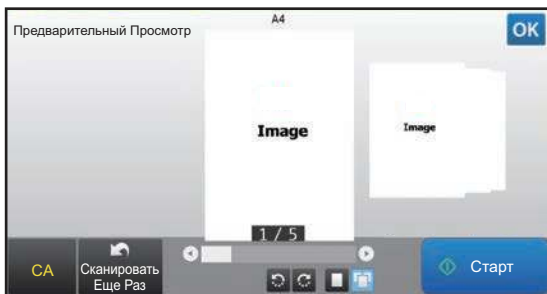 A4
Предварительный Просмотр
OK
Image
Image
1 / 5
CA
Сканировать
Еще Раз
Старт